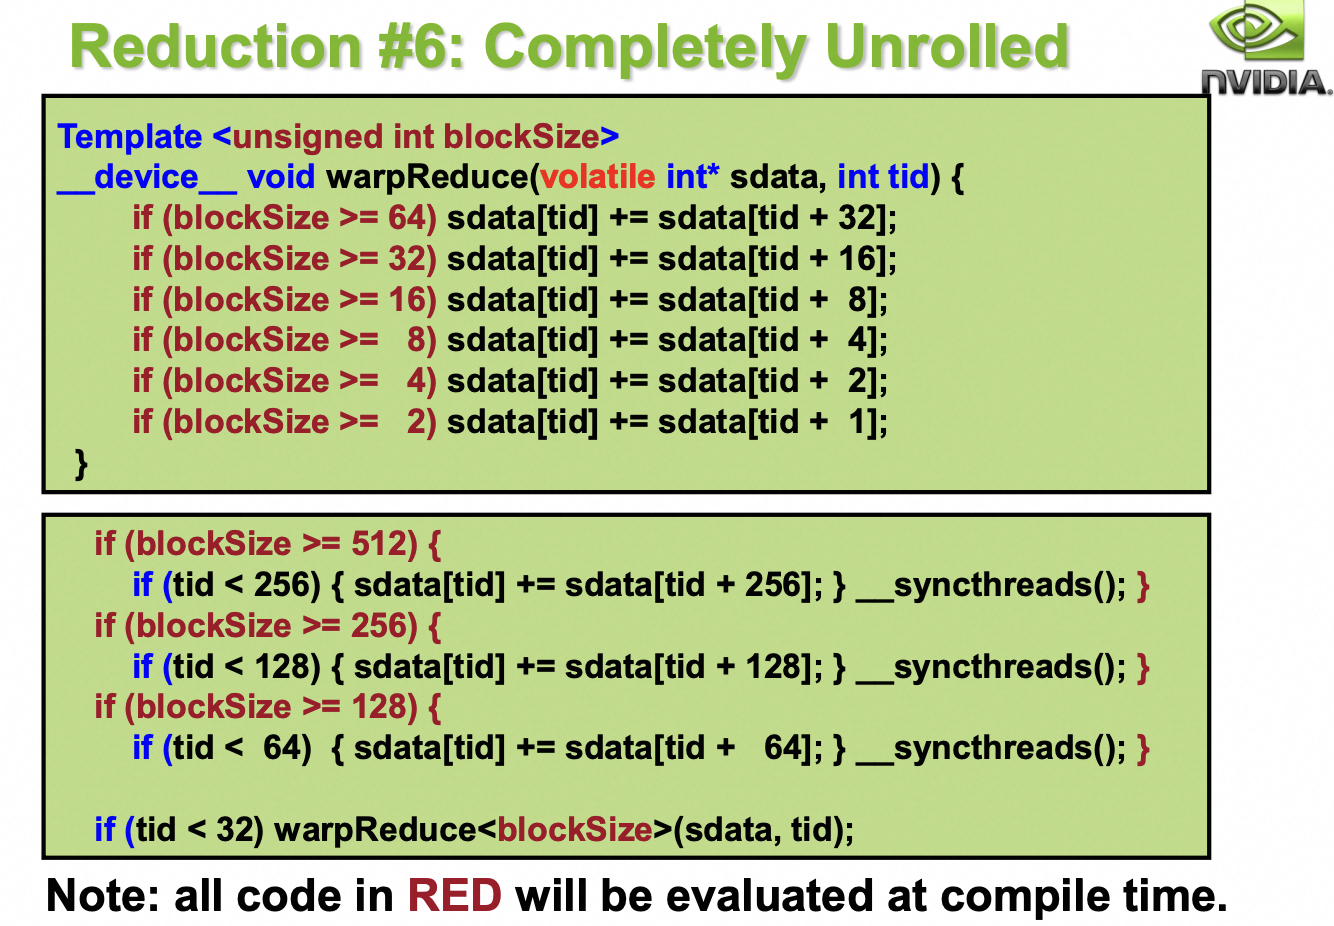 Reduction #6: Completely Unrolled
NVIDIA.
Template <unsigned int blockSize>
__device__ void warpReduce(volatile int* sdata, int tid) {
if (blockSize >= 64) sdata[tid] += sdata[tid + 32];
if (blockSize >= 32) sdata[tid] += sdata[tid + 16];
if (blockSize >= 16) sdata[tid] += sdata[tid + 8];
if (blockSize >= 8) sdata[tid] += sdata[tid + 4];
if (blockSize >= 4) sdata[tid] += sdata[tid + 2];
if (blockSize >= 2) sdata[tid] += sdata[tid + 1];
}
if (blockSize >= 512) {
if (tid < 256) { sdata[tid] += sdata[tid + 256]; } __syncthreads(); }
if (blockSize >= 256) {
if (tid < 128) { sdata[tid] += sdata[tid + 128]; } __syncthreads(); }
if (blockSize >= 128) {
if (tid < 64) { sdata[tid] += sdata[tid + 64]; } __syncthreads(); }
if (tid < 32) warpReduce<blockSize>(sdata, tid);
Note: all code in RED will be evaluated at compile time.